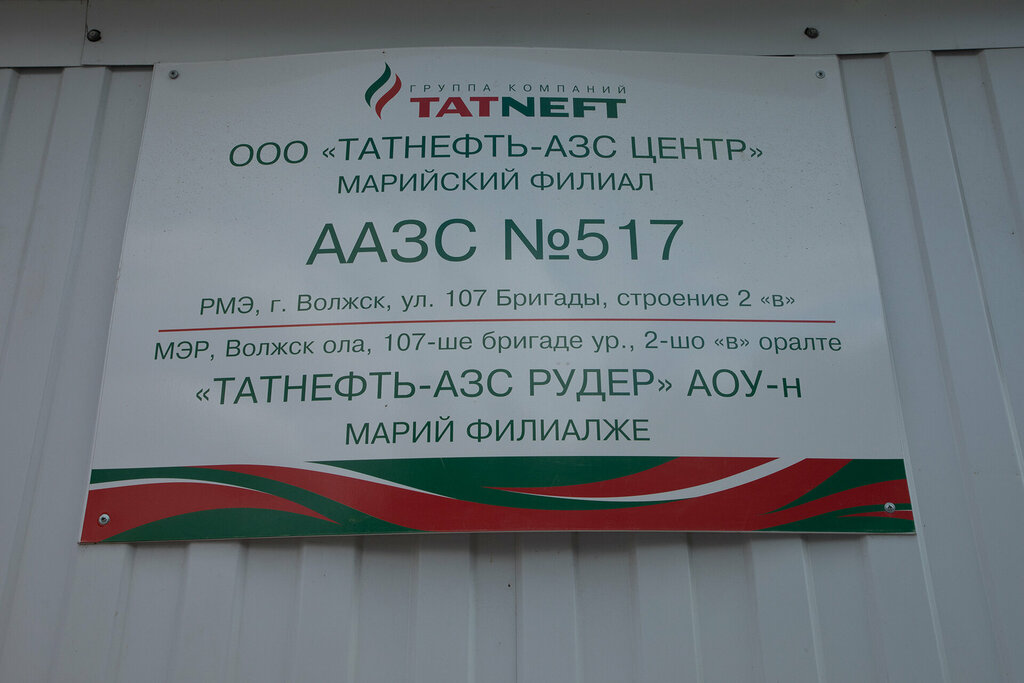 ГРУППА КОМПАНИЙ
TATNEFT
ООО «ТАТНЕФТЬ-АЗС ЦЕНТР»
МАРИЙСКИЙ ФИЛИАЛ
ААЗС №517
РМЭ, г. Волжск, ул. 107 Бригады, строение 2 «в»
МЭР, Волжск ола, 107-ше бригаде ур., 2-шо «в» оралте
«ТАТНЕФТЬ-АЗС РУДЕР» АОУ-н
МАРИЙ ФИЛИАЛЖЕ